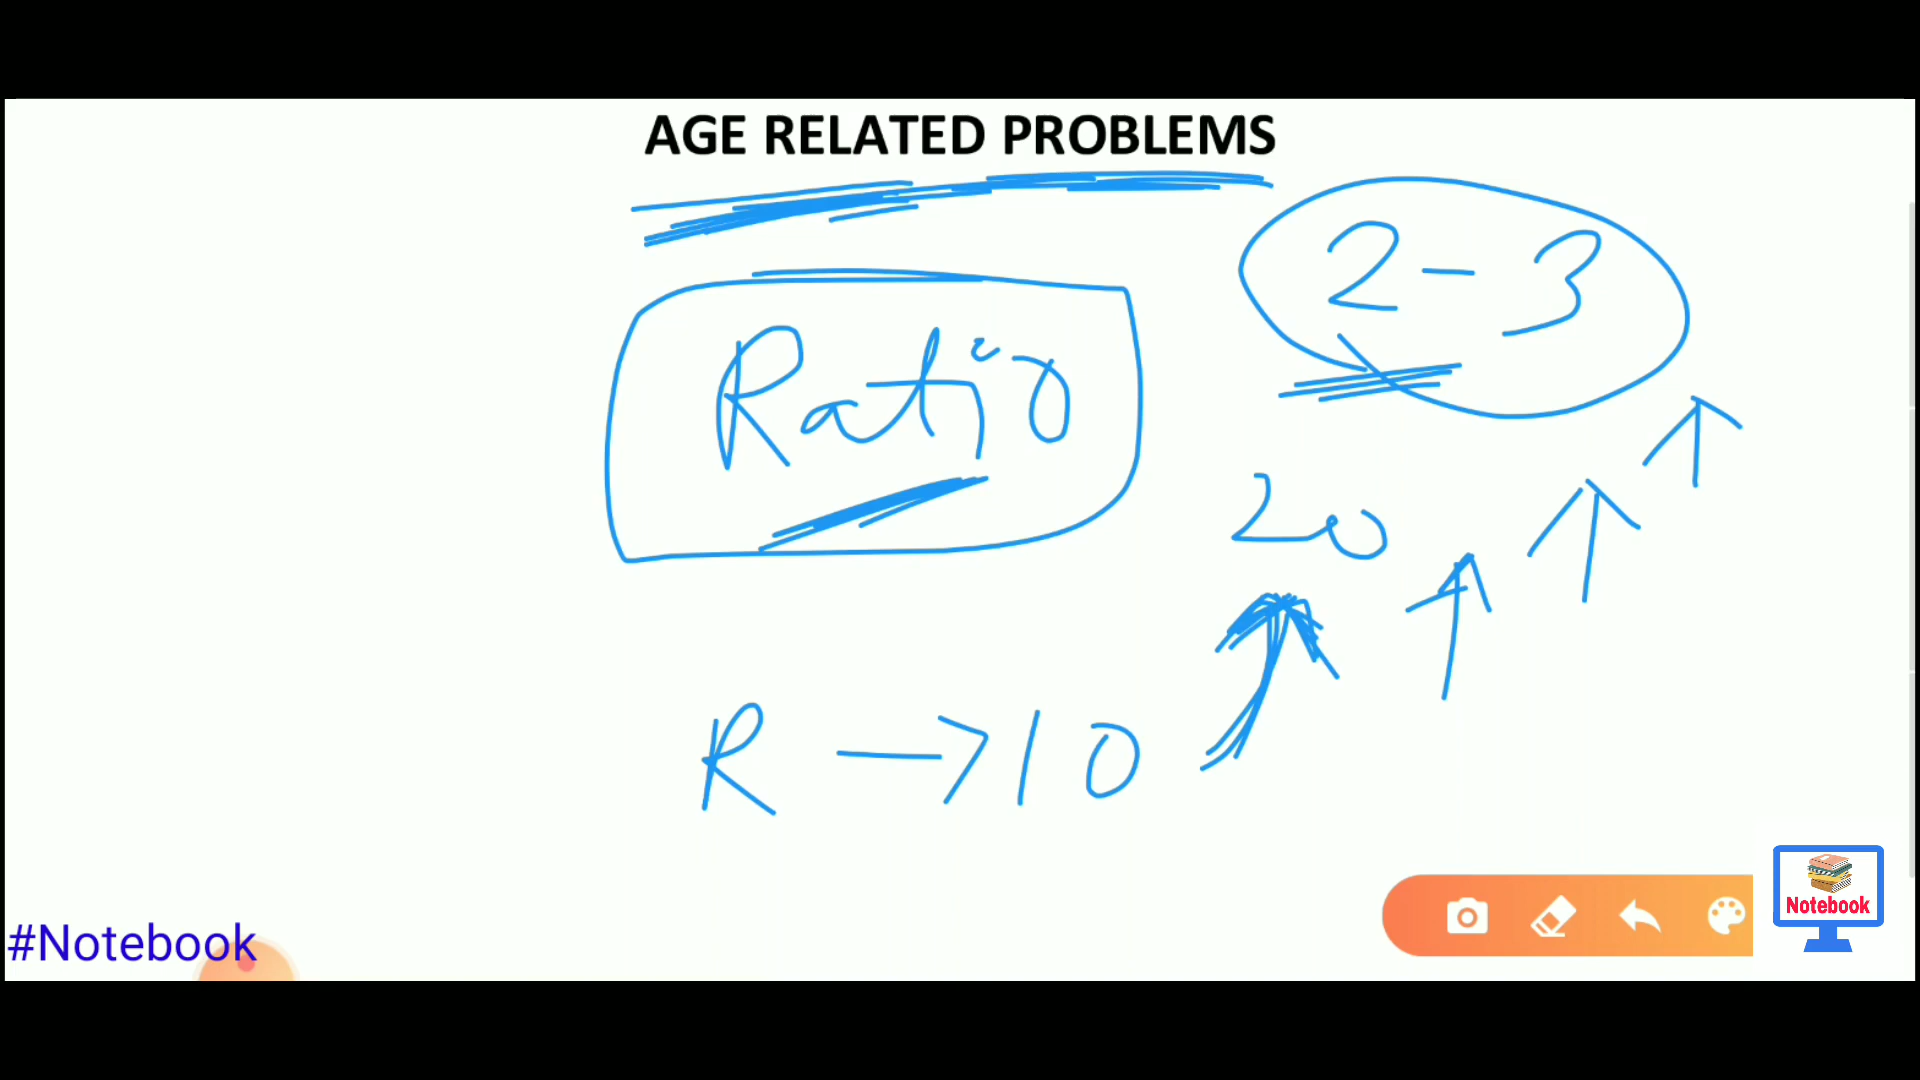 AGE RELATED PROBLEMS
2-3
Ratio
20
R → 10
#Notebook
Notebook